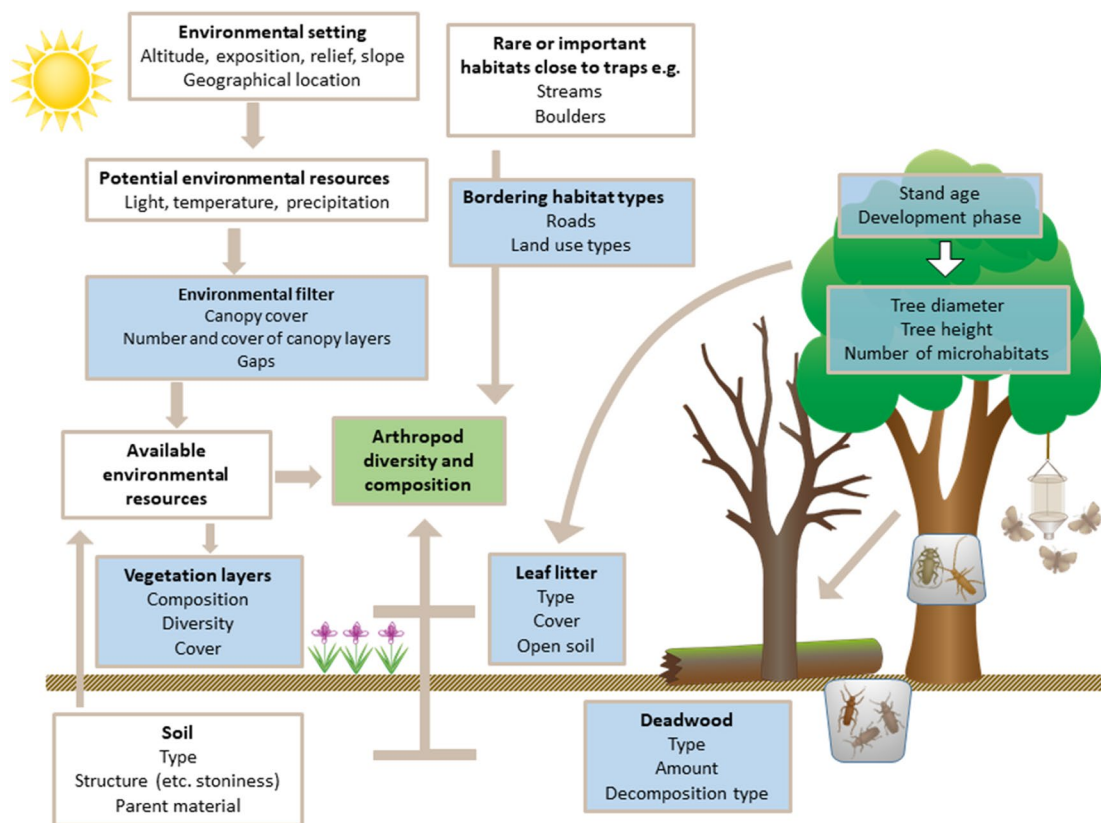 Environmental setting
Altitude, exposition, relief, slope
Geographical location
Rare or important
habitats close to traps e.g.
Streams
Boulders
Potential environmental resources
Light, temperature, precipitation
Bordering habitat types
Roads
Land use types
Stand age
Development phase
Tree diameter
Tree height
Number of microhabitats
Environmental filter
Canopy cover
Number and cover of canopy layers
Gaps
Available
environmental
resources
Arthropod
diversity and
composition
Vegetation layers
Composition
Diversity
Cover
Leaf litter
Type
Cover
Open soil
Soil
Type
Structure (etc. stoniness)
Parent material
Deadwood
Type
Amount
Decomposition type